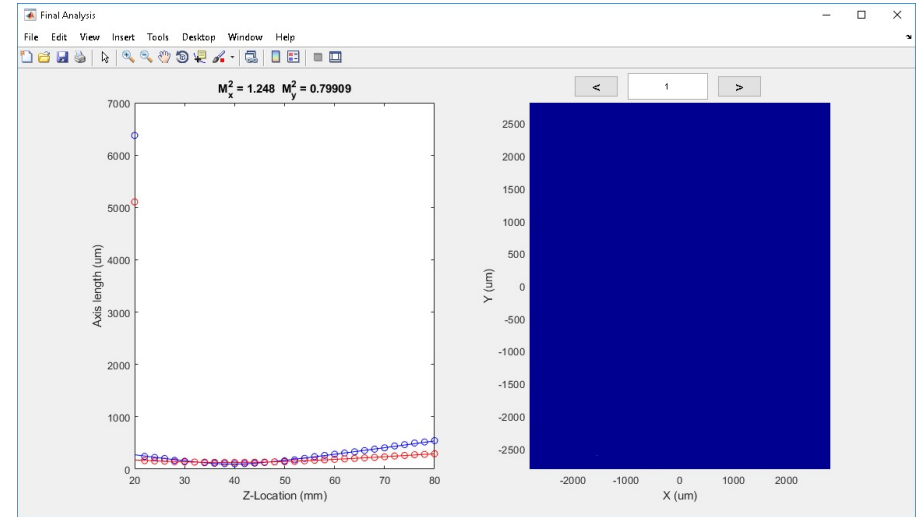 Final Analysis
File Edit View Insert Tools Desktop Window Help
M²ₓ = 1.248 M²ᵧ = 0.79909
7000
6000
5000
4000
3000
2000
1000
0
Axis length (um)
20 30 40 50 60 70 80
Z-Location (mm)
< 1 >
2500
2000
1500
1000
500
0
-500
-1000
-1500
-2000
-2500
Y (um)
-2000 -1000 0 1000 2000
X (um)